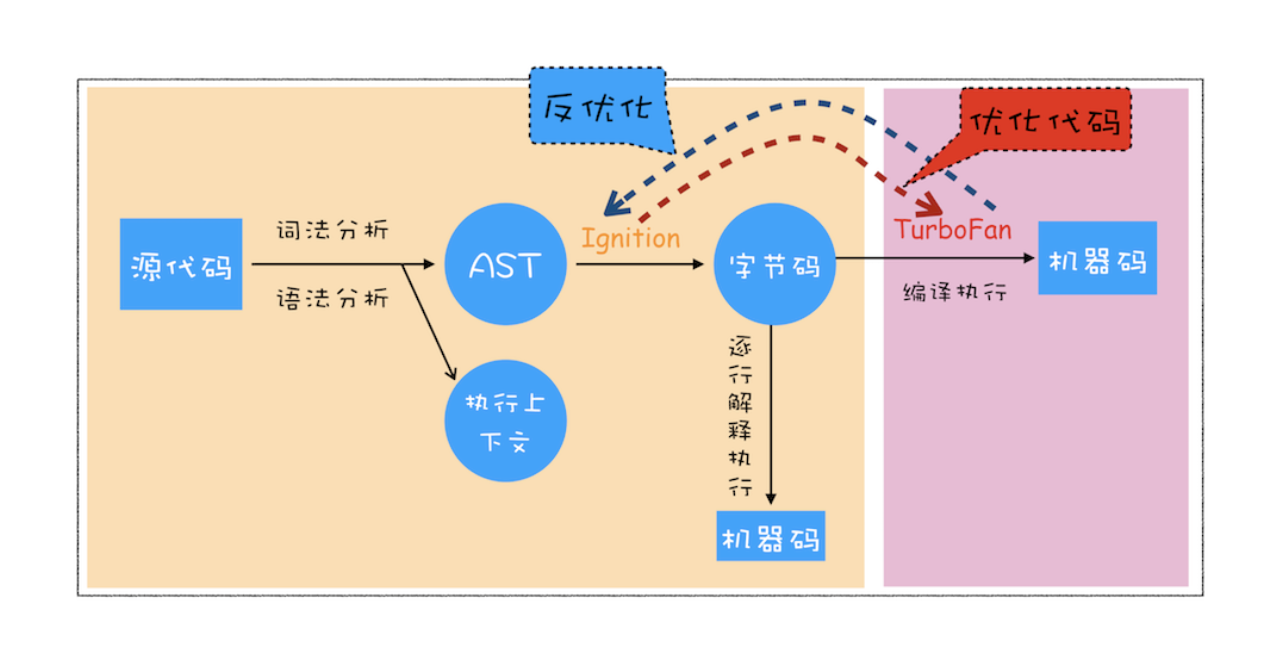 反优化
优化代码
源代码
词法分析
语法分析
AST
Ignition
字节码
TurboFan
编译执行
机器码
执行上
下文
逐
行
解
释
执
行
机器码